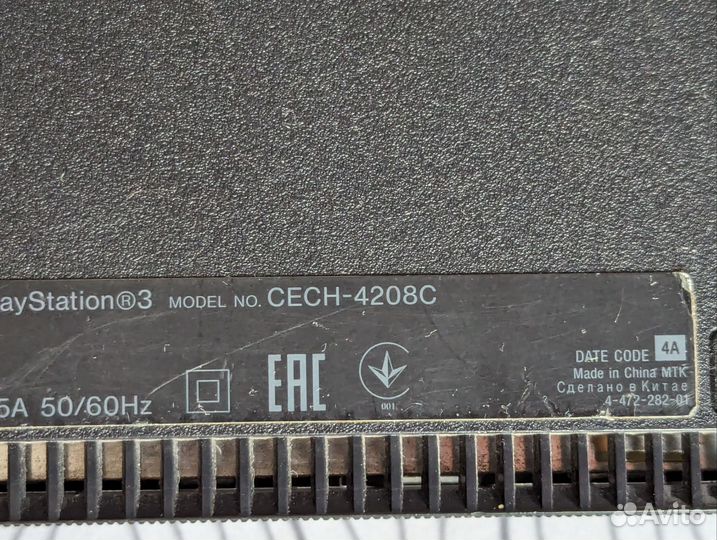 ayStation®3 MODEL NO. CECH-4208C
5A 50/60Hz
EAC
001
DATE CODE 4A
Made in China MTK
Сделано в Китае
4-472-282-01
Avito